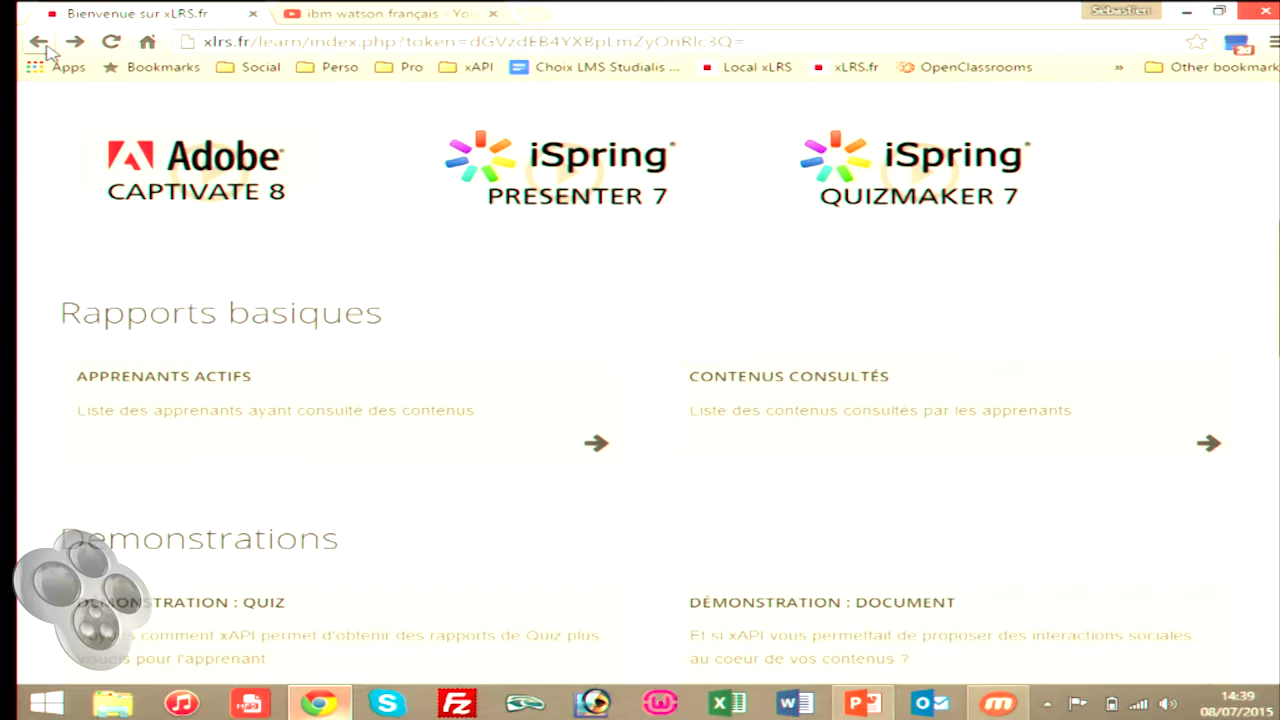 Bienvenue sur xLRS.fr
ibm watson français - Yo
Sébastien
xlrs.fr/learn/index.php?token=
Apps Bookmarks Social Perso Pro xAPI Choix LMS Studialis ... Local xLRS xLRS.fr OpenClassrooms » Other bookmark
Adobe
CAPTIVATE 8
iSpring
PRESENTER 7
iSpring
QUIZMAKER 7
Rapports basiques
APPRENANTS ACTIFS
Liste des apprenants ayant consulté des contenus
CONTENUS CONSULTÉS
Liste des contenus consultés par les apprenants
Demonstrations
DÉMONSTRATION : QUIZ
comment xAPI permet d'obtenir des rapports de Quiz plus
visuels pour l'apprenant
DÉMONSTRATION : DOCUMENT
Et si xAPI vous permettait de proposer des interactions sociales
au coeur de vos contenus ?
14:39
08/07/2015